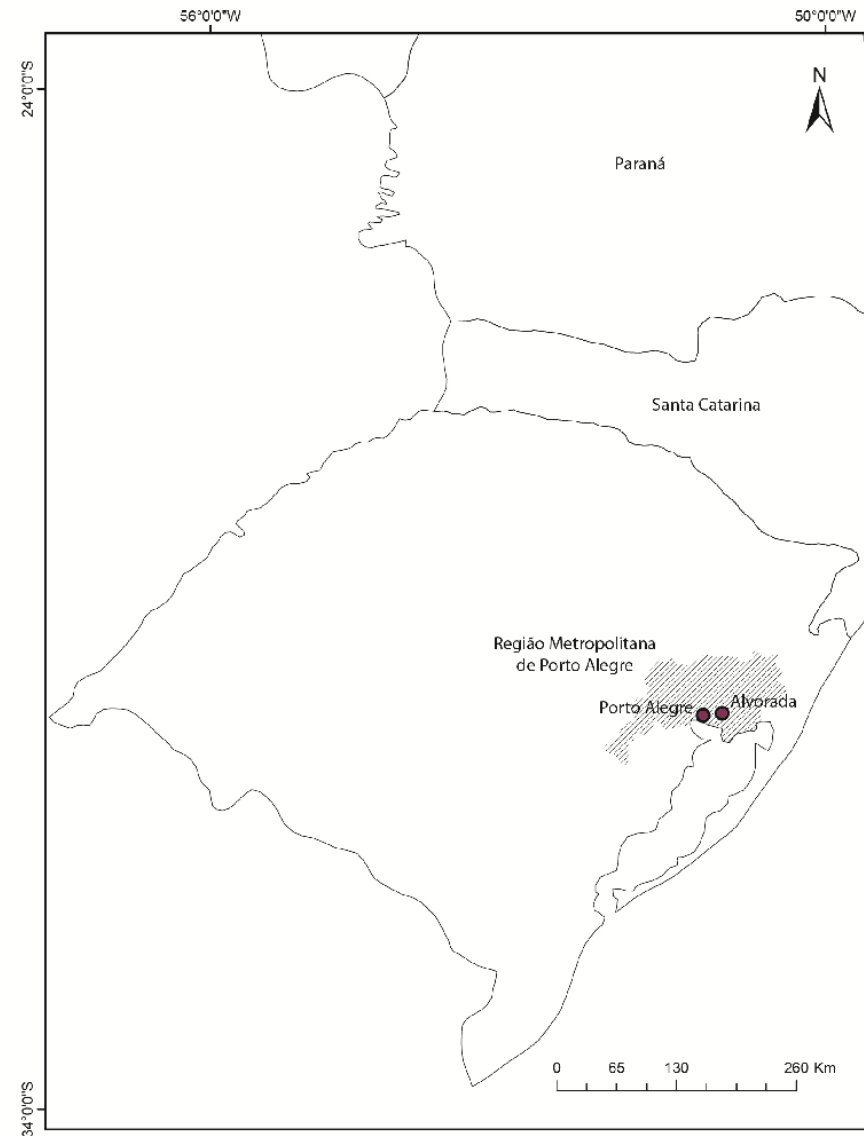 56°0'0"W
50°0'0"W
24°0'0"S
N
Paraná
Santa Catarina
Região Metropolitana
de Porto Alegre
Porto Alegre
Alvorada
0 65 130 260 Km
34°0'0"S